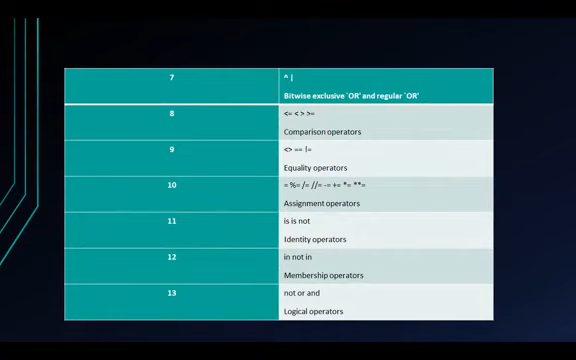 7
^ |
Bitwise exclusive `OR' and regular `OR'
8
<= < > >=
Comparison operators
9
<> == !=
Equality operators
10
= %= /= //= -= += *= **=
Assignment operators
11
is is not
Identity operators
12
in not in
Membership operators
13
not or and
Logical operators